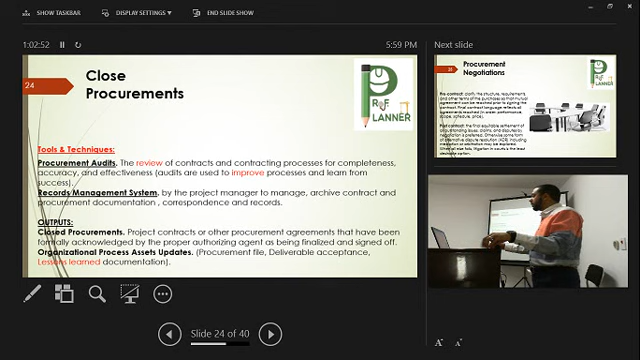 SHOW TASKBAR
DISPLAY SETTINGS ▼
END SLIDE SHOW
1:02:52
5:59 PM
Next slide
24
Close
Procurements
P
R&F
LANNER
Tools & Techniques:
Procurement Audits. The review of contracts and contracting processes for completeness,
accuracy, and effectiveness (audits are used to improve processes and learn from
success).
Records Management System. by the project manager to manage, archive contract and
procurement documentation , correspondence and records.
OUTPUTS:
Closed Procurements. Project contracts or other procurement agreements that have been
formally acknowledged by the proper authorizing agent as being finalized and signed off.
Organizational Process Assets Updates. (Procurement file, Deliverable acceptance,
Lessons learned documentation).
Procurement
Negotiations
Slide 24 of 40
A
A